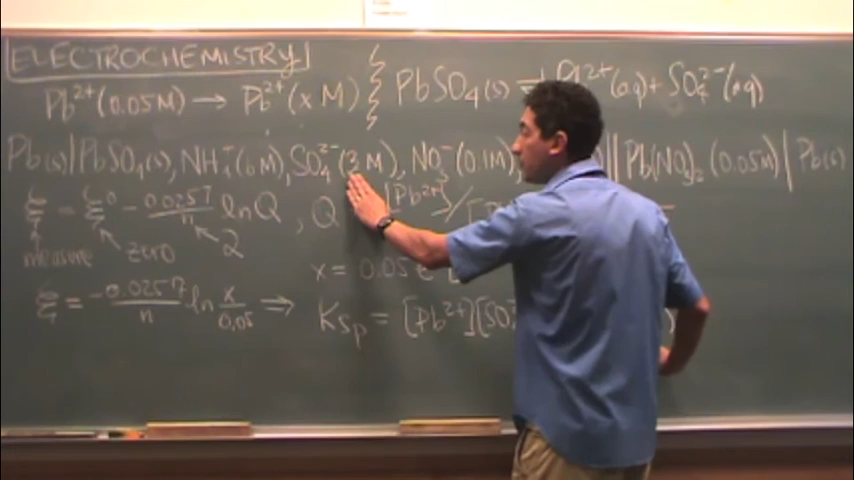 ELECTROCHEMISTRY
Pb²⁺(0.05M) → Pb²⁺(x M)
PbSO₄(s) ⇌ Pb²⁺(aq) + SO₄²⁻(aq)
Pb(s) | PbSO₄(s), NH₄⁺(6M), SO₄²⁻(3M), NO₃⁻(0.1M), || Pb(NO₃)₂ (0.05M) | Pb(s)
ξ = ξ° - 0.0257/n ln Q , Q [Pb²⁺]/
measure zero 2
x = 0.05 e
ξ = -0.0257/n ln x/0.05 ⇒ Ksp = [Pb²⁺][SO₄